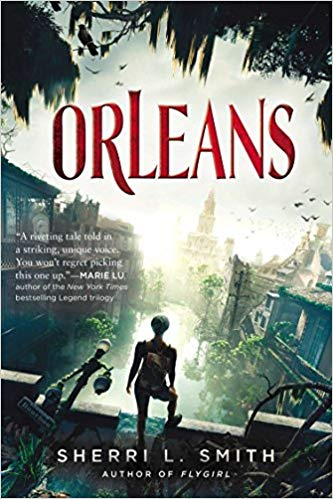 ORLEANS
"A riveting tale told in
a striking, unique voice.
You won't regret picking
this one up."—MARIE LU,
author of the New York Times
bestselling Legend trilogy
SHERRI L. SMITH
AUTHOR OF FLYGIRL